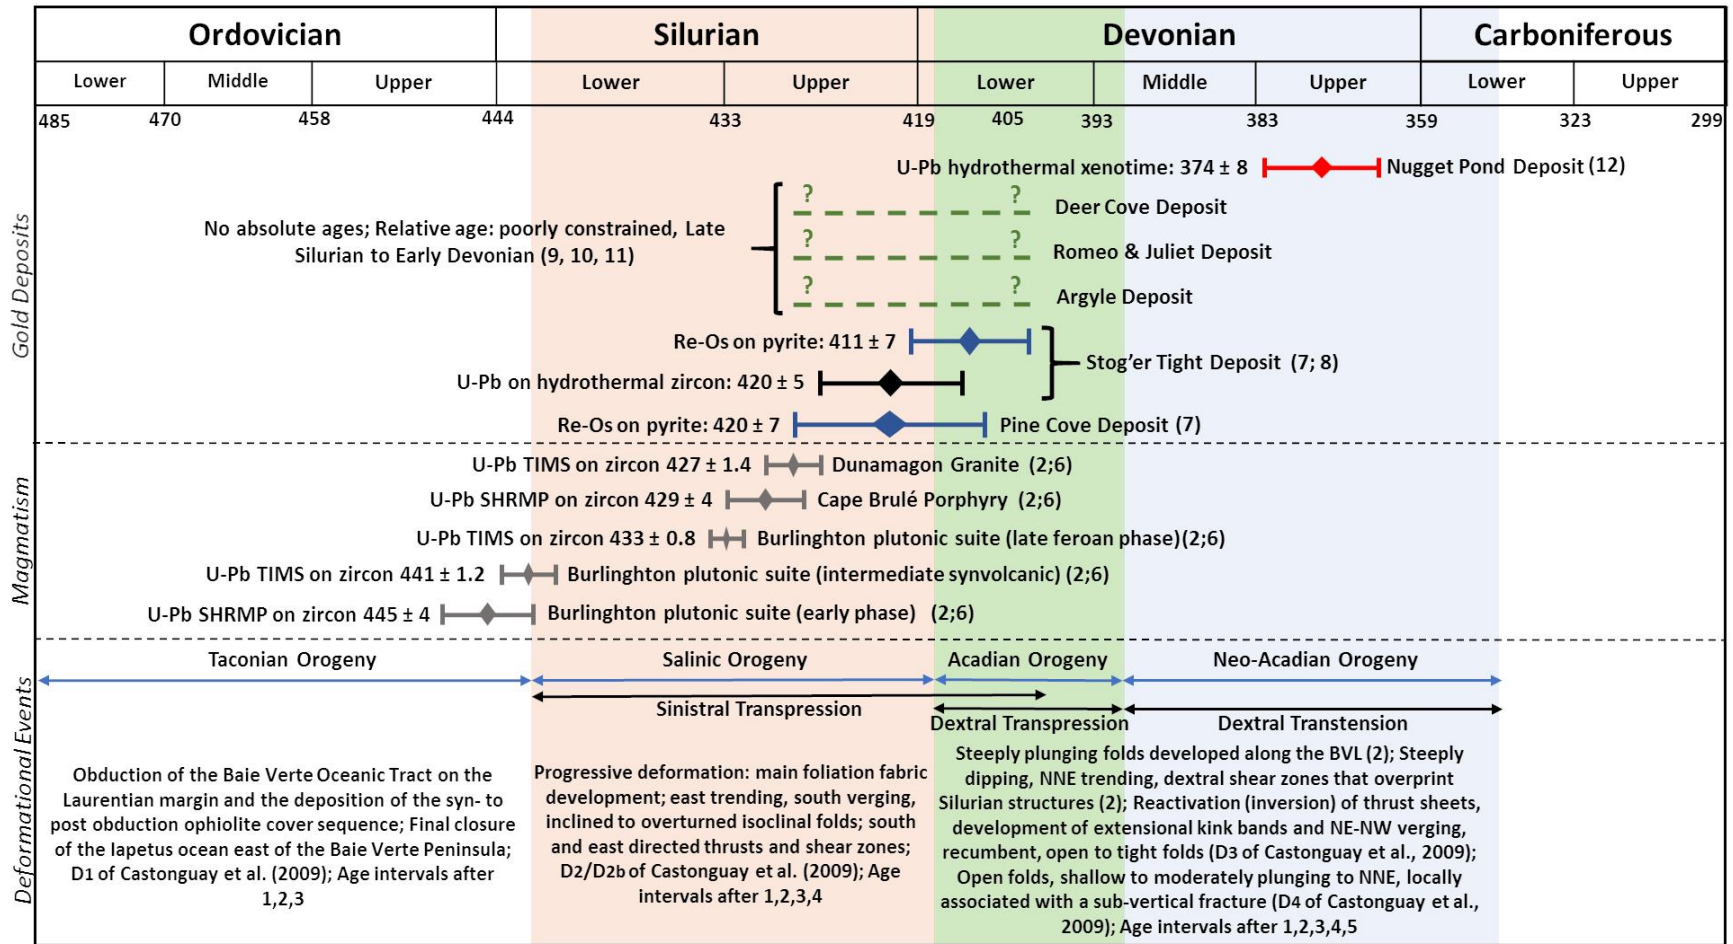 Ordovician Silurian Devonian Carboniferous
Lower Middle Upper Lower Upper Lower Middle Upper Lower Upper
485 470 458 444 433 419 405 393 383 359 323 299
Gold Deposits
U-Pb hydrothermal xenotime: 374 ± 8 Nugget Pond Deposit (12)
? ?
Deer Cove Deposit
No absolute ages; Relative age: poorly constrained, Late
Silurian to Early Devonian (9, 10, 11)
? ?
Romeo & Juliet Deposit
? ?
Argyle Deposit
Re-Os on pyrite: 411 ± 7
Stog’er Tight Deposit (7; 8)
U-Pb on hydrothermal zircon: 420 ± 5
Re-Os on pyrite: 420 ± 7 Pine Cove Deposit (7)
Magmatism
U-Pb TIMS on zircon 427 ± 1.4 Dunamagon Granite (2;6)
U-Pb SHRMP on zircon 429 ± 4 Cape Brulé Porphyry (2;6)
U-Pb TIMS on zircon 433 ± 0.8 Burlinghton plutonic suite (late feroan phase)(2;6)
U-Pb TIMS on zircon 441 ± 1.2 Burlinghton plutonic suite (intermediate synvolcanic) (2;6)
U-Pb SHRMP on zircon 445 ± 4 Burlinghton plutonic suite (early phase) (2;6)
Deformational Events
Taconian Orogeny Salinic Orogeny Acadian Orogeny Neo-Acadian Orogeny
Sinistral Transpression Dextral Transpression Dextral Transtension
Obduction of the Baie Verte Oceanic Tract on the
Laurentian margin and the deposition of the syn- to
post obduction ophiolite cover sequence; Final closure
of the Iapetus ocean east of the Baie Verte Peninsula;
D1 of Castonguay et al. (2009); Age intervals after
1,2,3
Progressive deformation: main foliation fabric
development; east trending, south verging,
inclined to overturned isoclinal folds; south
and east directed thrusts and shear zones;
D2/D2b of Castonguay et al. (2009); Age
intervals after 1,2,3,4
Steeply plunging folds developed along the BVL (2); Steeply
dipping, NNE trending, dextral shear zones that overprint
Silurian structures (2); Reactivation (inversion) of thrust sheets,
development of extensional kink bands and NE-NW verging,
recumbent, open to tight folds (D3 of Castonguay et al., 2009);
Open folds, shallow to moderately plunging to NNE, locally
associated with a sub-vertical fracture (D4 of Castonguay et al.,
2009); Age intervals after 1,2,3,4,5